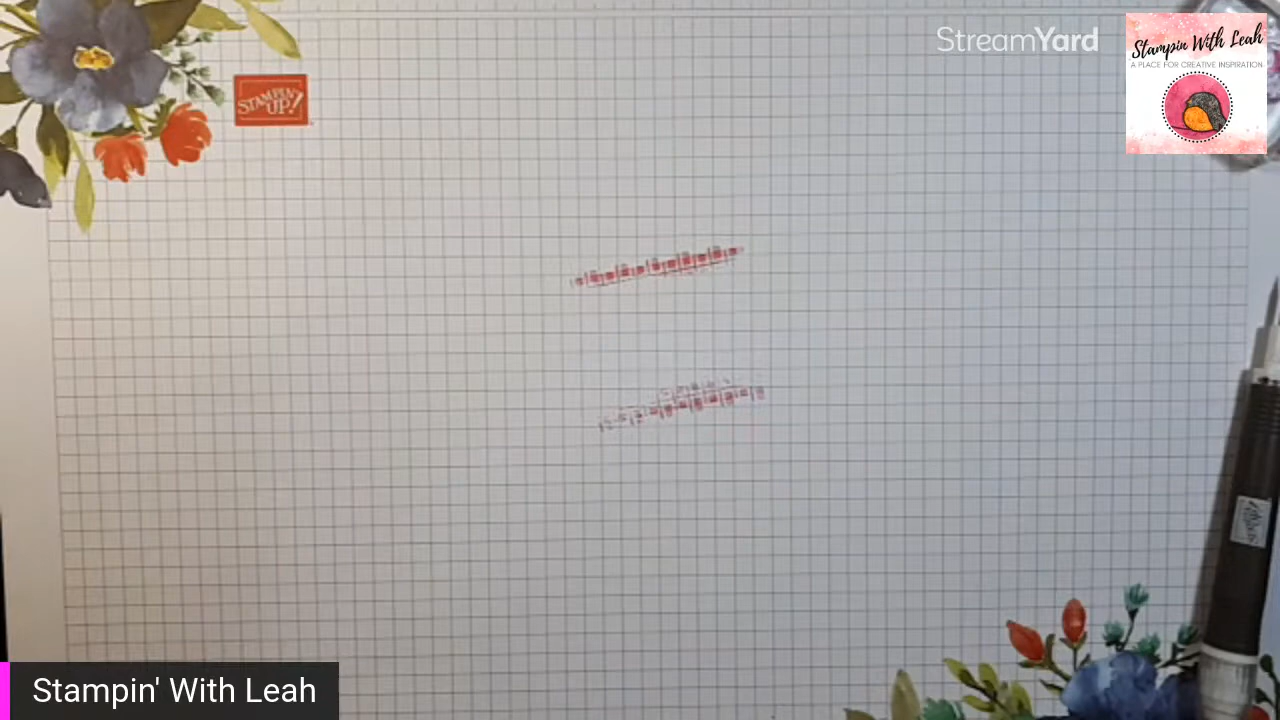 StreamYard
Stampin With Leah
A PLACE FOR CREATIVE INSPIRATION
STAMPIN' UP!
Stampin' With Leah